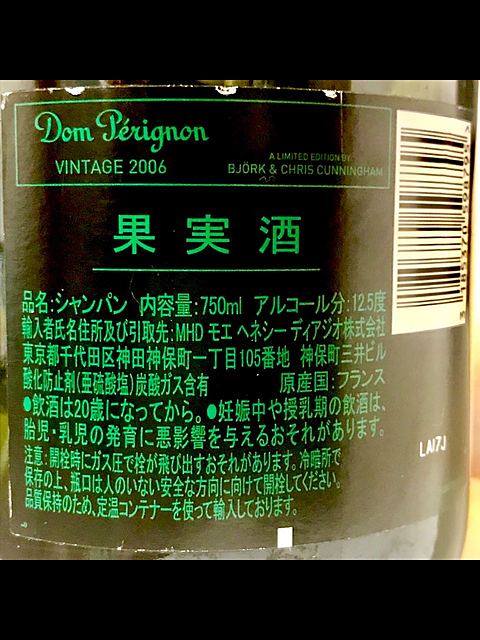 Dom Pérignon
VINTAGE 2006
A LIMITED EDITION BY
BJÖRK & CHRIS CUNNINGHAM
果実酒
品名:シャンパン 内容量:750ml アルコール分:12.5度
輸入者氏名住所及び引取先:MHD モエ ヘネシー ディアジオ株式会社
東京都千代田区神田神保町一丁目105番地 神保町三井ビル
酸化防止剤(亜硫酸塩)炭酸ガス含有 原産国:フランス
●飲酒は20歳になってから。●妊娠中や授乳期の飲酒は、
胎児・乳児の発育に悪影響を与えるおそれがあります。
注意:開栓時にガス圧で栓が飛び出すおそれがあります。冷暗所で
保存の上、瓶口は人のいない安全な方向に向けて開栓してください。
品質保持のため、定温コンテナーを使って輸入しております。
LA17J